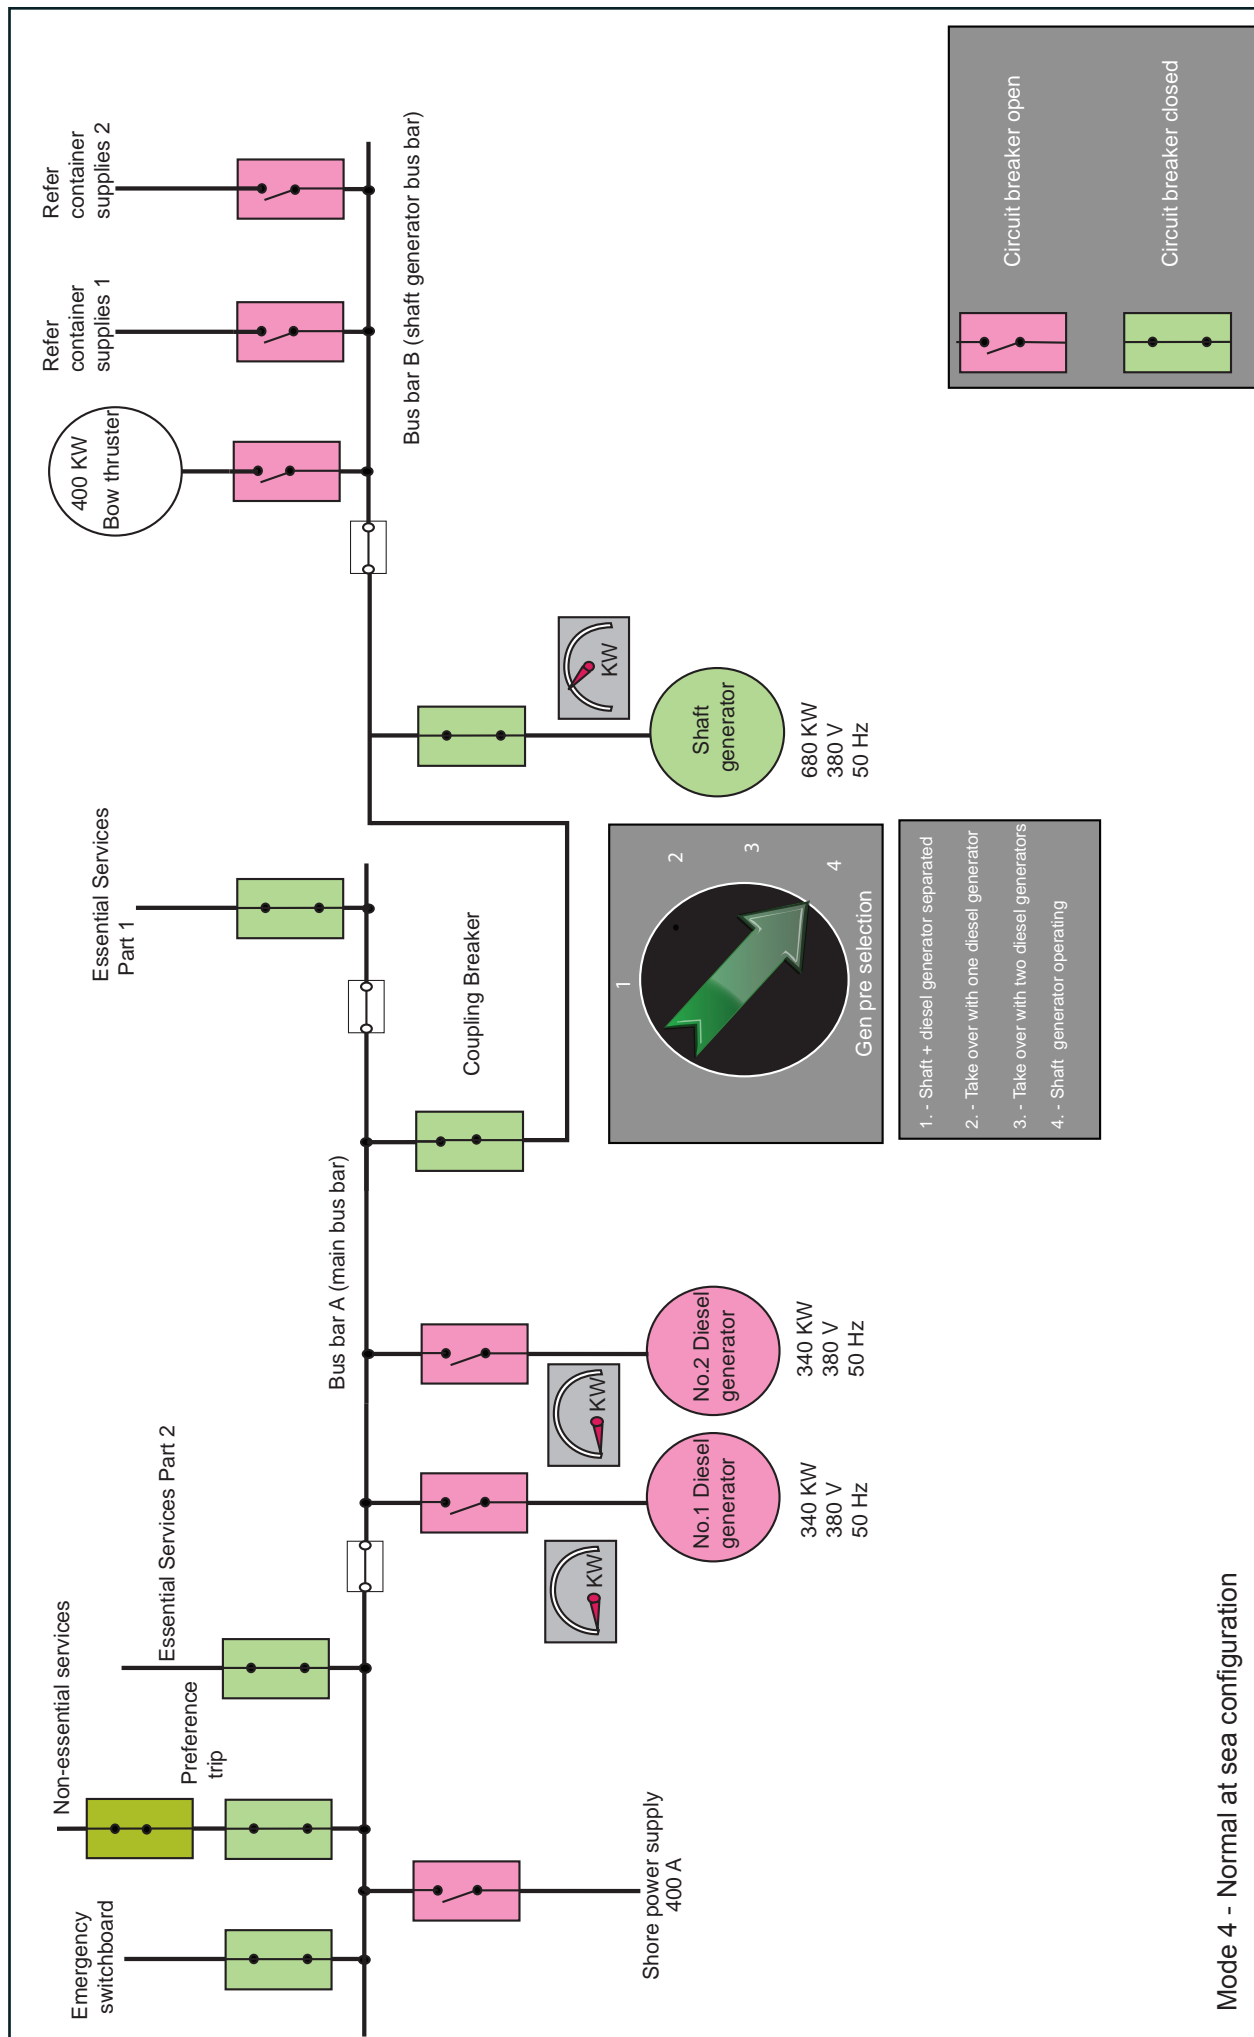 Emergency
switchboard
Non-essential services
Preference
trip
Essential Services Part 2
Essential Services
Part 1
400 KW
Bow thruster
Refer
container
supplies 1
Refer
container
supplies 2
Bus bar A (main bus bar)
Bus bar B (shaft generator bus bar)
Coupling Breaker
Shore power supply
400 A
KW
No.1 Diesel
generator
340 KW
380 V
50 Hz
KW
No.2 Diesel
generator
340 KW
380 V
50 Hz
KW
Shaft
generator
680 KW
380 V
50 Hz
1
2
3
4
Gen pre selection
1. - Shaft + diesel generator separated
2. - Take over with one diesel generator
3. - Take over with two diesel generators
4. - Shaft generator operating
Circuit breaker open
Circuit breaker closed
Mode 4 - Normal at sea configuration